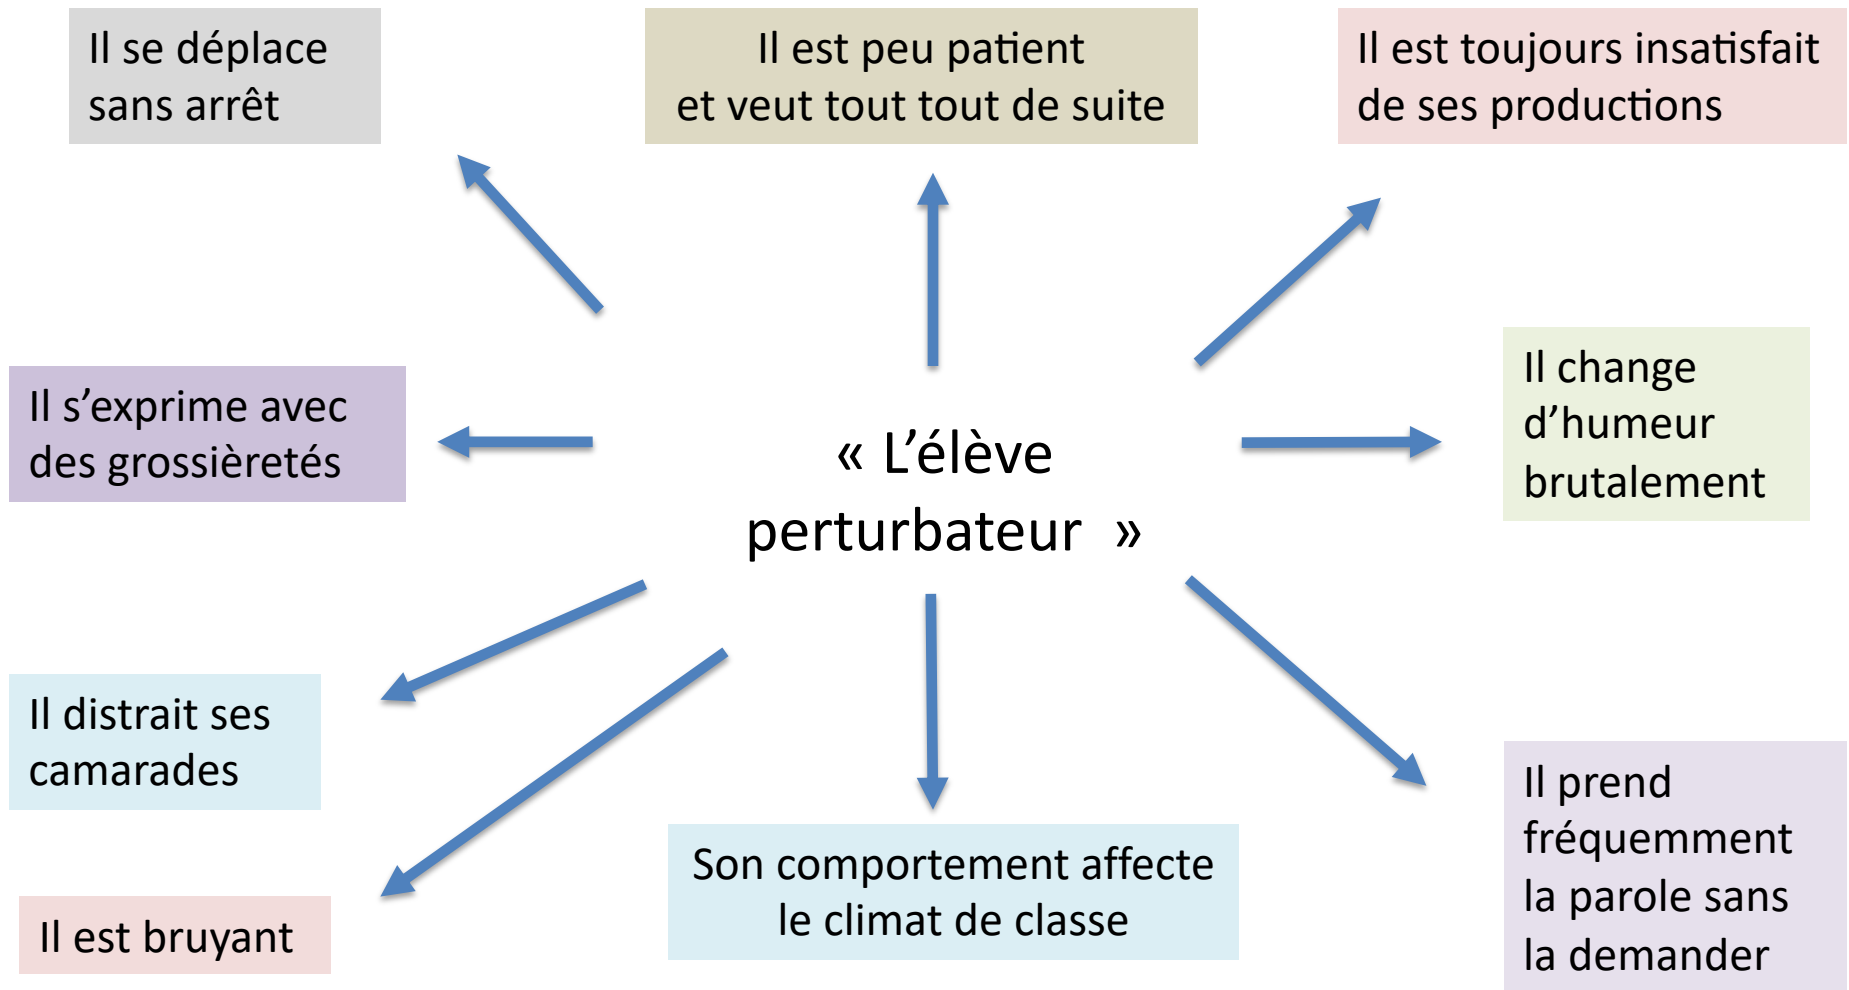 Il se déplace
sans arrêt
Il est peu patient
et veut tout tout de suite
Il est toujours insatisfait
de ses productions
Il s’exprime avec
des grossièretés
« L’élève
perturbateur  »
Il change
d’humeur
brutalement
Il distrait ses
camarades
Il est bruyant
Son comportement affecte
le climat de classe
Il prend
fréquemment
la parole sans
la demander